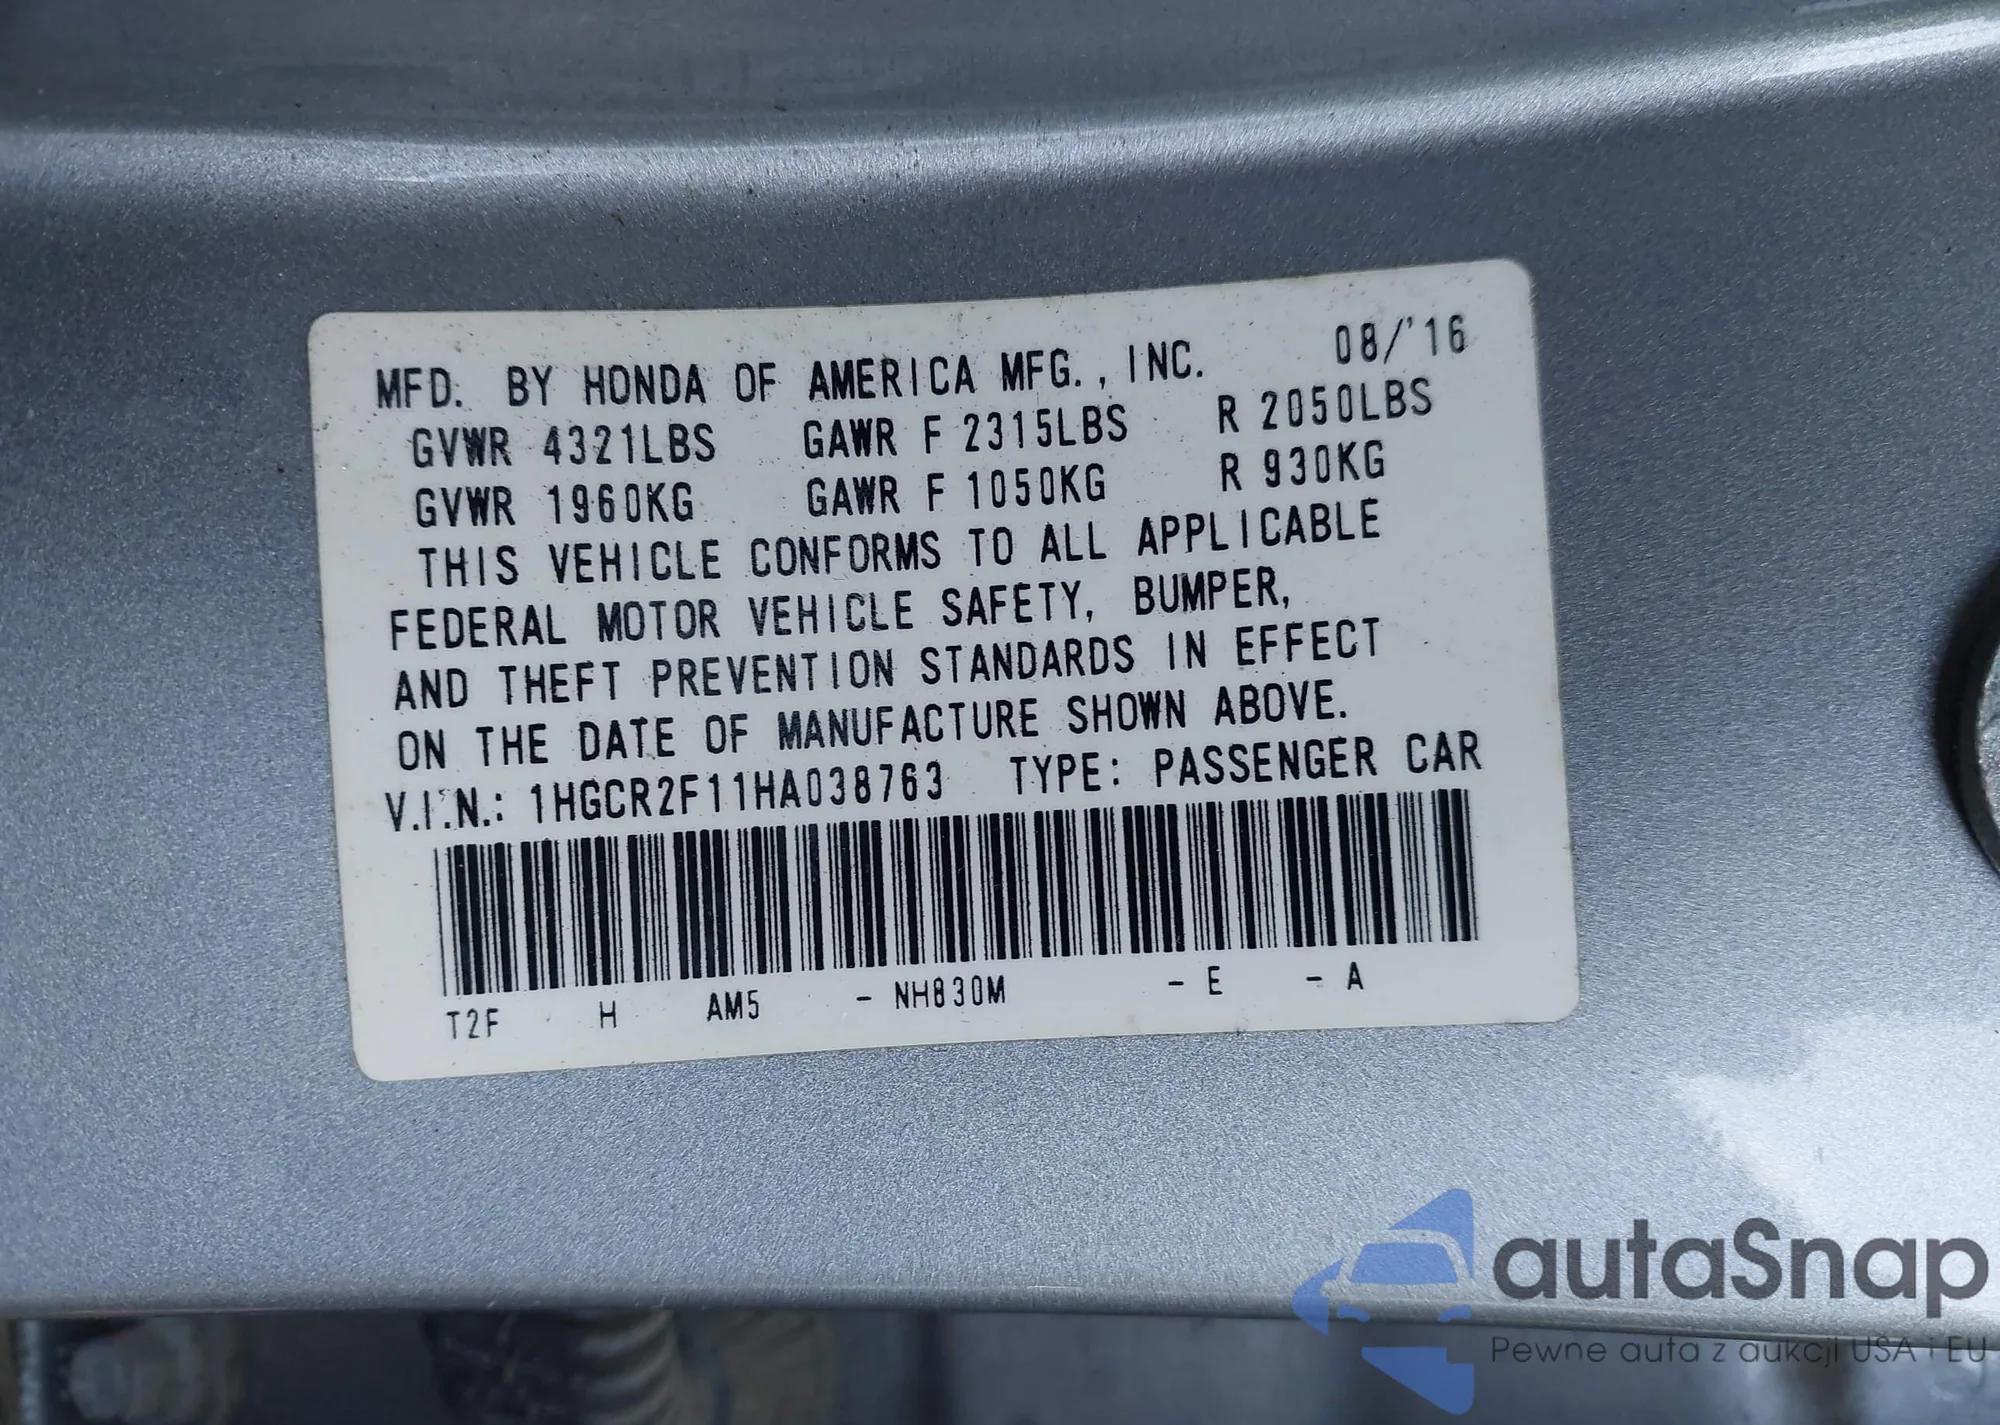 MFD. BY HONDA OF AMERICA MFG., INC. 08/'16
GVWR 4321LBS GAWR F 2315LBS R 2050LBS
GVWR 1960KG GAWR F 1050KG R 930KG
THIS VEHICLE CONFORMS TO ALL APPLICABLE
FEDERAL MOTOR VEHICLE SAFETY, BUMPER,
AND THEFT PREVENTION STANDARDS IN EFFECT
ON THE DATE OF MANUFACTURE SHOWN ABOVE.
V.I.N.: 1HGCR2F11HA038763 TYPE: PASSENGER CAR
T2F H AM5 - NH830M - E - A
autaSnap
Pewne auta z aukcji USA i EU